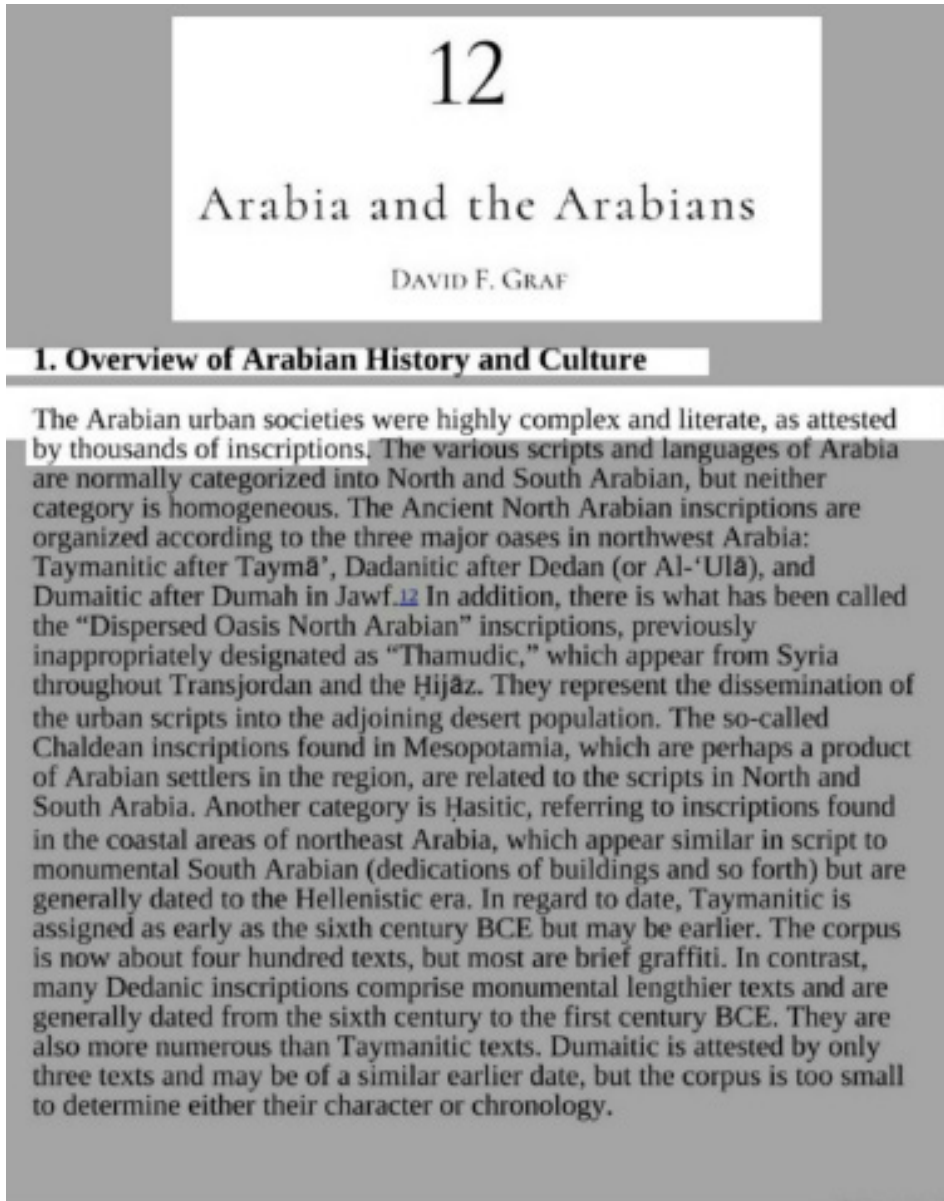 12
Arabia and the Arabians
DAVID F. GRAF
1. Overview of Arabian History and Culture
The Arabian urban societies were highly complex and literate, as attested
by thousands of inscriptions. The various scripts and languages of Arabia
are normally categorized into North and South Arabian, but neither
category is homogeneous. The Ancient North Arabian inscriptions are
organized according to the three major oases in northwest Arabia:
Taymanitic after Taymā’, Dadanitic after Dedan (or Al-‘Ulā), and
Dumaitic after Dumah in Jawf.12 In addition, there is what has been called
the “Dispersed Oasis North Arabian” inscriptions, previously
inappropriately designated as “Thamudic,” which appear from Syria
throughout Transjordan and the Ḥijāz. They represent the dissemination of
the urban scripts into the adjoining desert population. The so-called
Chaldean inscriptions found in Mesopotamia, which are perhaps a product
of Arabian settlers in the region, are related to the scripts in North and
South Arabia. Another category is Ḥasitic, referring to inscriptions found
in the coastal areas of northeast Arabia, which appear similar in script to
monumental South Arabian (dedications of buildings and so forth) but are
generally dated to the Hellenistic era. In regard to date, Taymanitic is
assigned as early as the sixth century BCE but may be earlier. The corpus
is now about four hundred texts, but most are brief graffiti. In contrast,
many Dedanic inscriptions comprise monumental lengthier texts and are
generally dated from the sixth century to the first century BCE. They are
also more numerous than Taymanitic texts. Dumaitic is attested by only
three texts and may be of a similar earlier date, but the corpus is too small
to determine either their character or chronology.